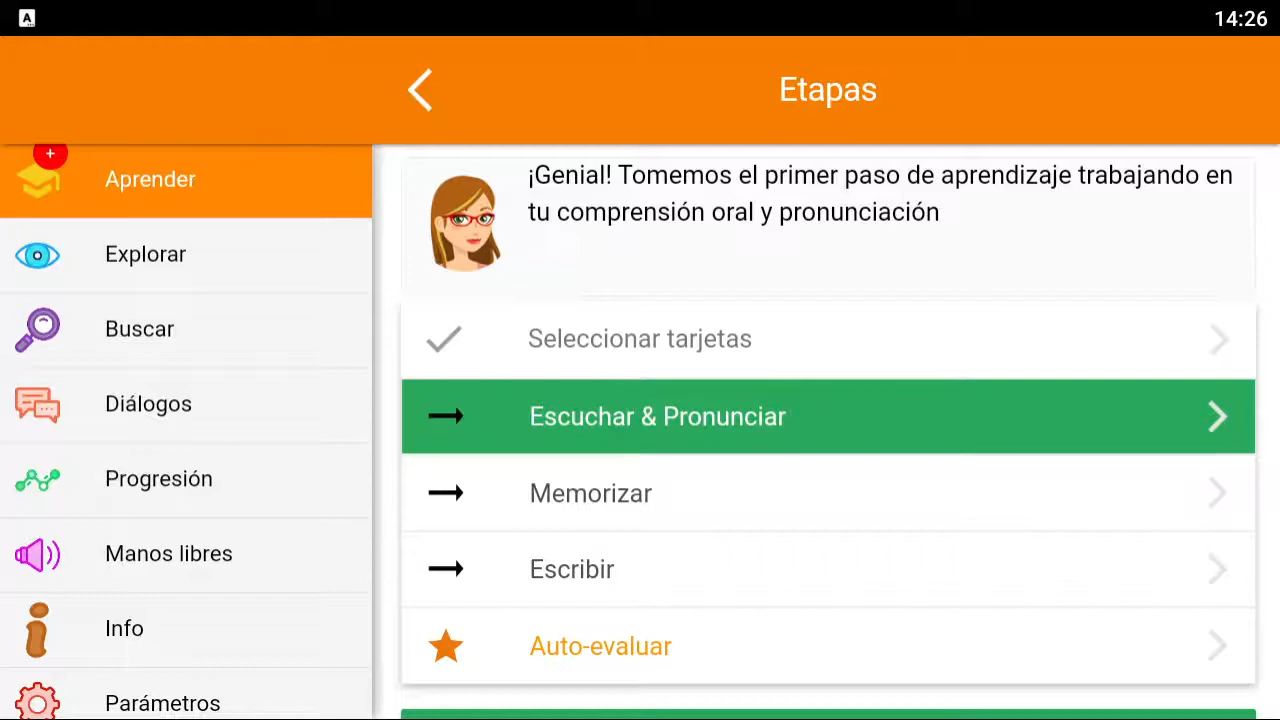 A
14:26
Etapas
+
Aprender
Explorar
Buscar
Diálogos
Progresión
Manos libres
Info
Parámetros
¡Genial! Tomemos el primer paso de aprendizaje trabajando en
tu comprensión oral y pronunciación
Seleccionar tarjetas
Escuchar & Pronunciar
Memorizar
Escribir
Auto-evaluar